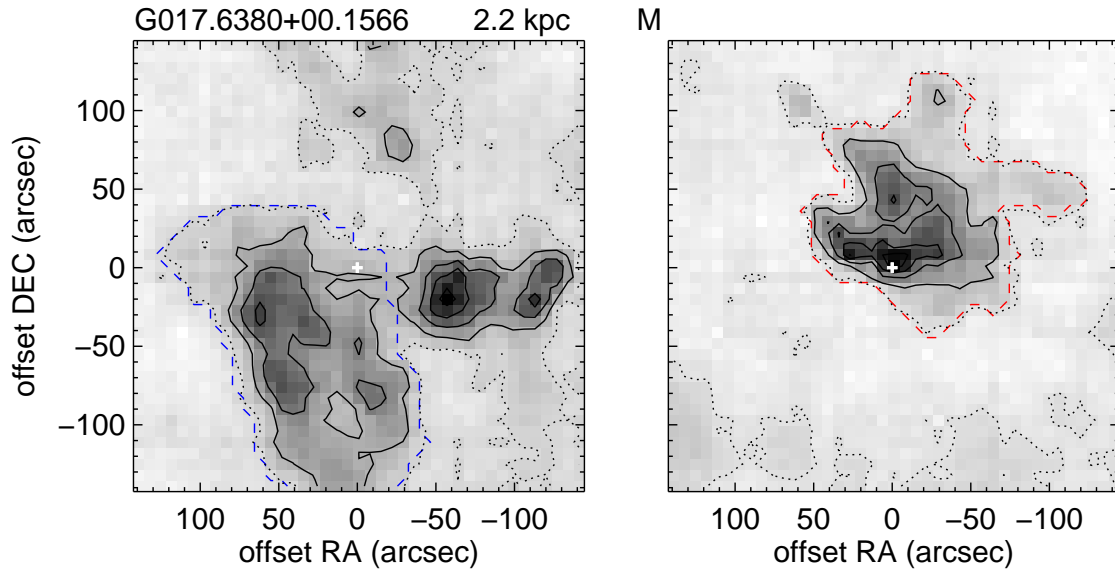 G017.6380+00.1566 2.2 kpc M
100
50
0
−50
−100
offset DEC (arcsec)
100 50 0 −50 −100 100 50 0 −50 −100
offset RA (arcsec) offset RA (arcsec)